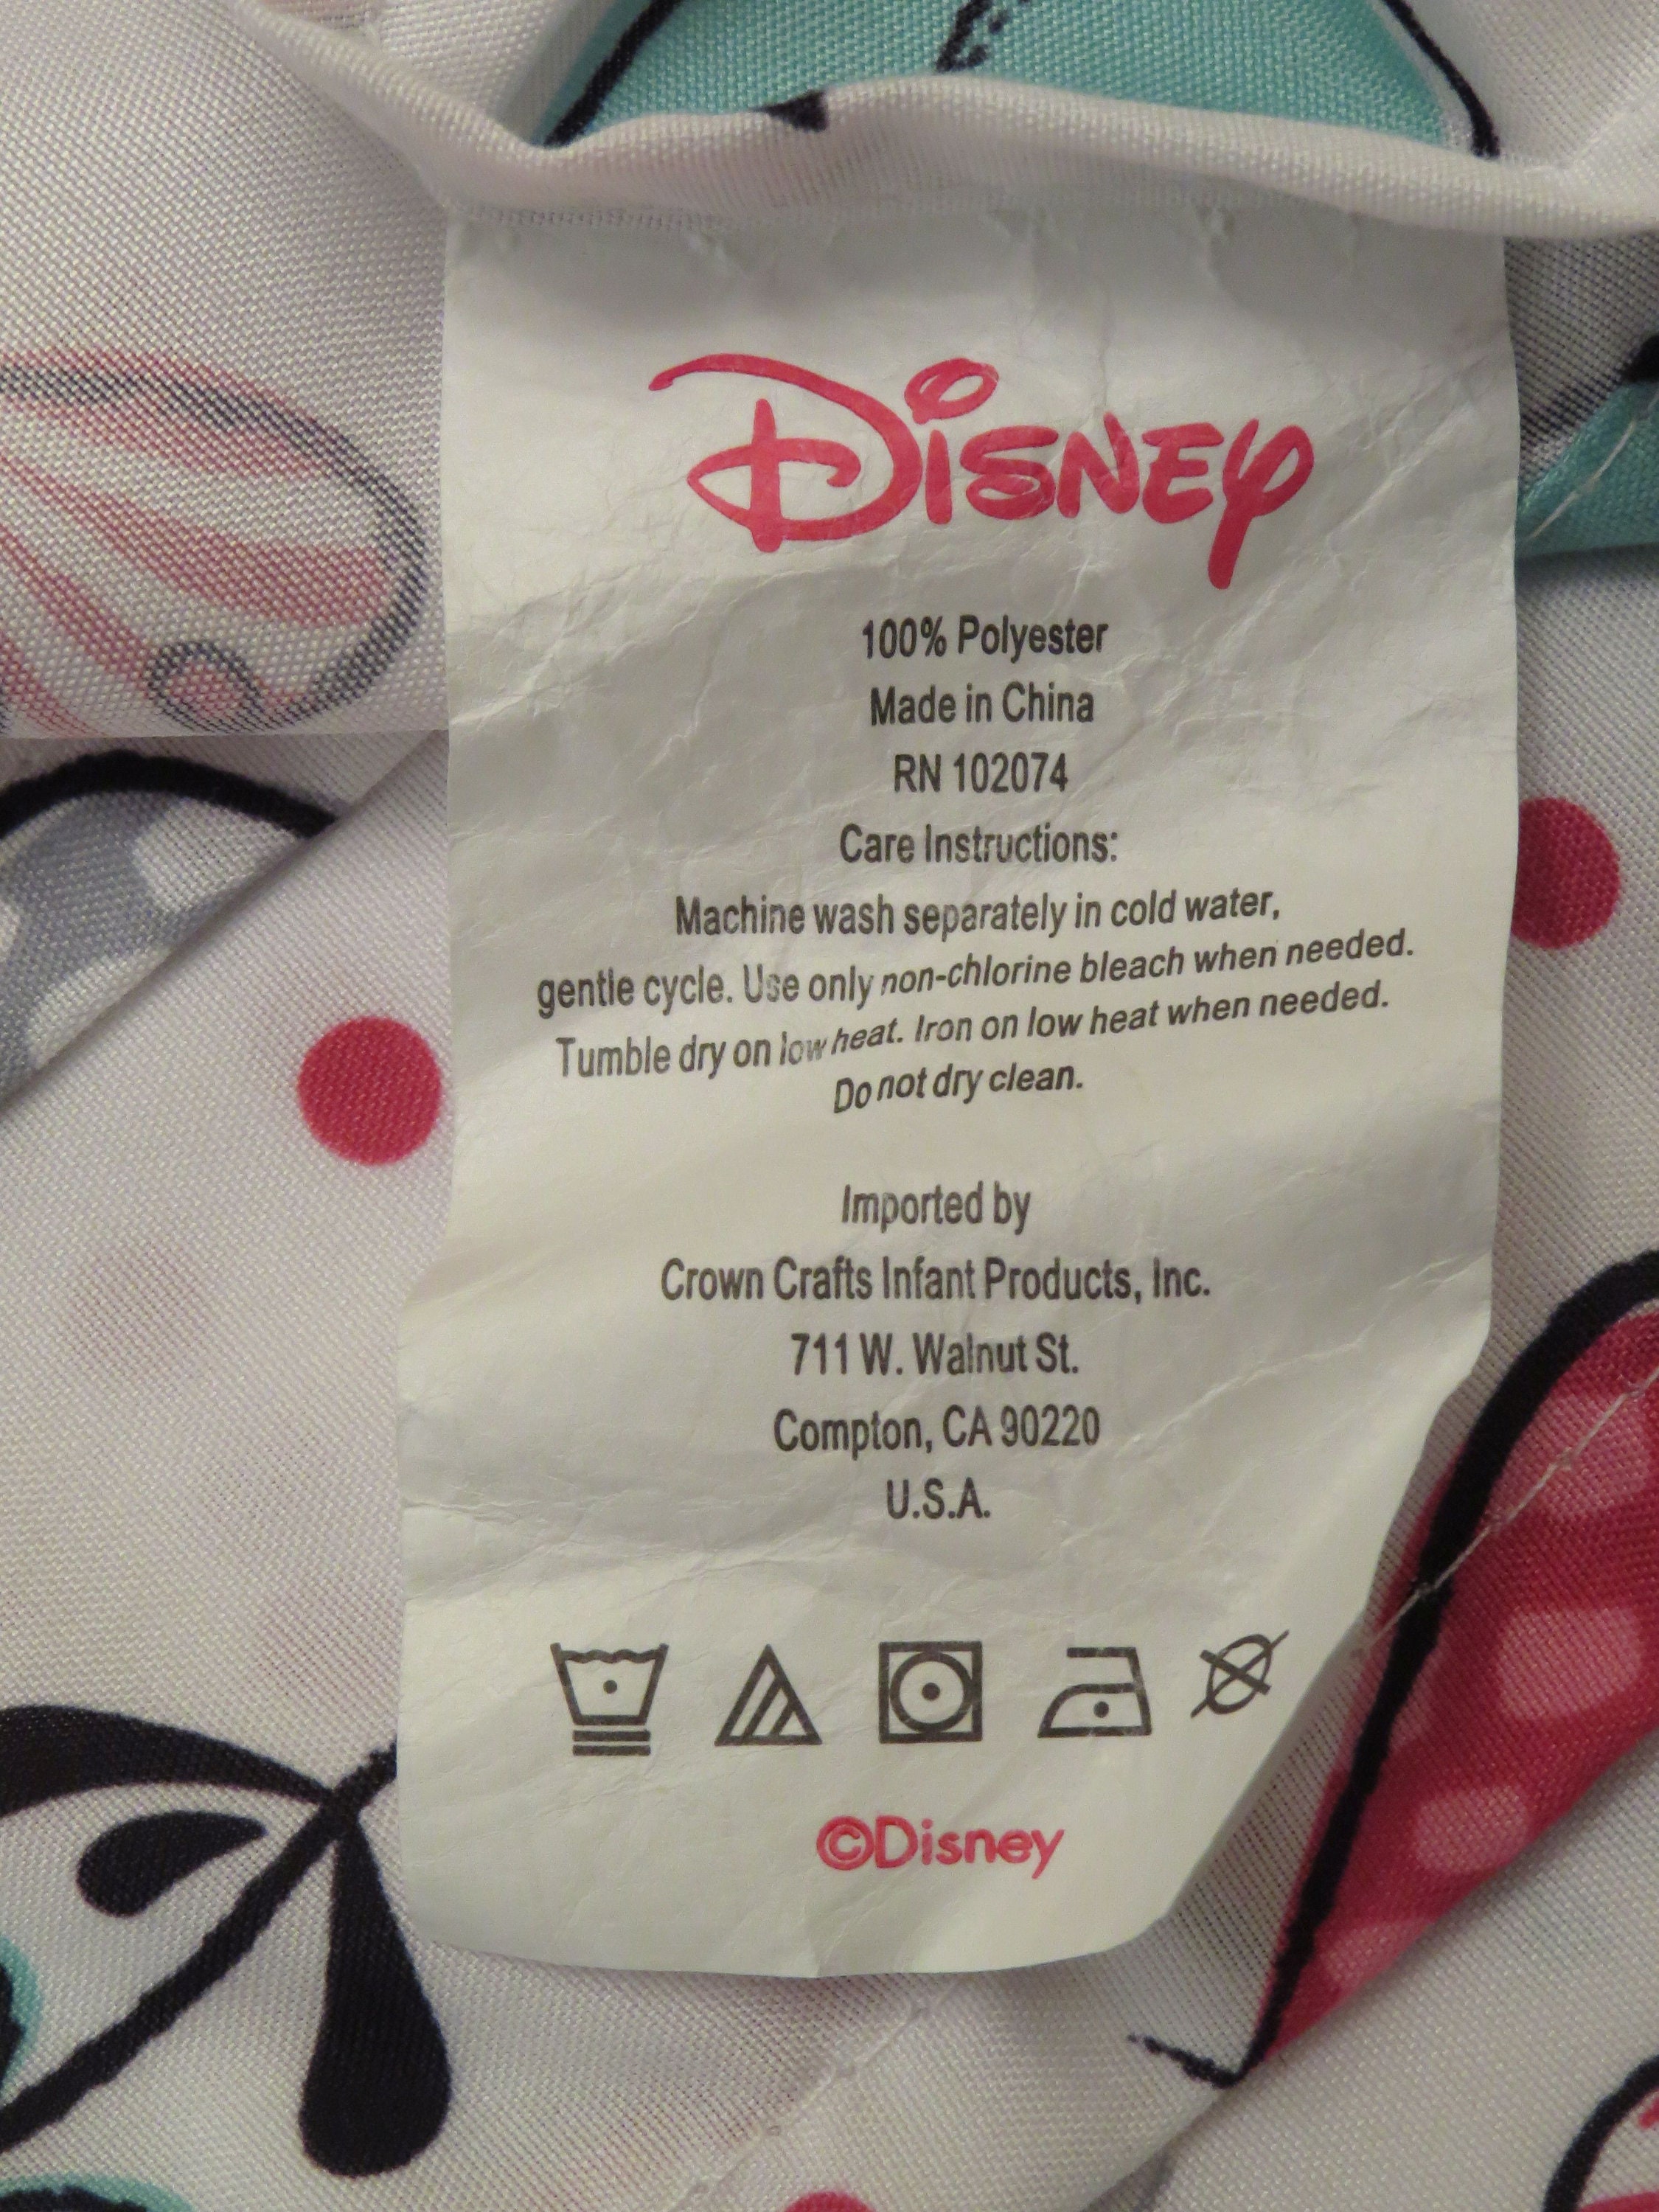 Disney
100% Polyester
Made in China
RN 102074
Care Instructions:
Machine wash separately in cold water,
gentle cycle. Use only non-chlorine bleach when needed.
Tumble dry on low heat. Iron on low heat when needed.
Do not dry clean.
Imported by
Crown Crafts Infant Products, Inc.
711 W. Walnut St.
Compton, CA 90220
U.S.A.
©Disney